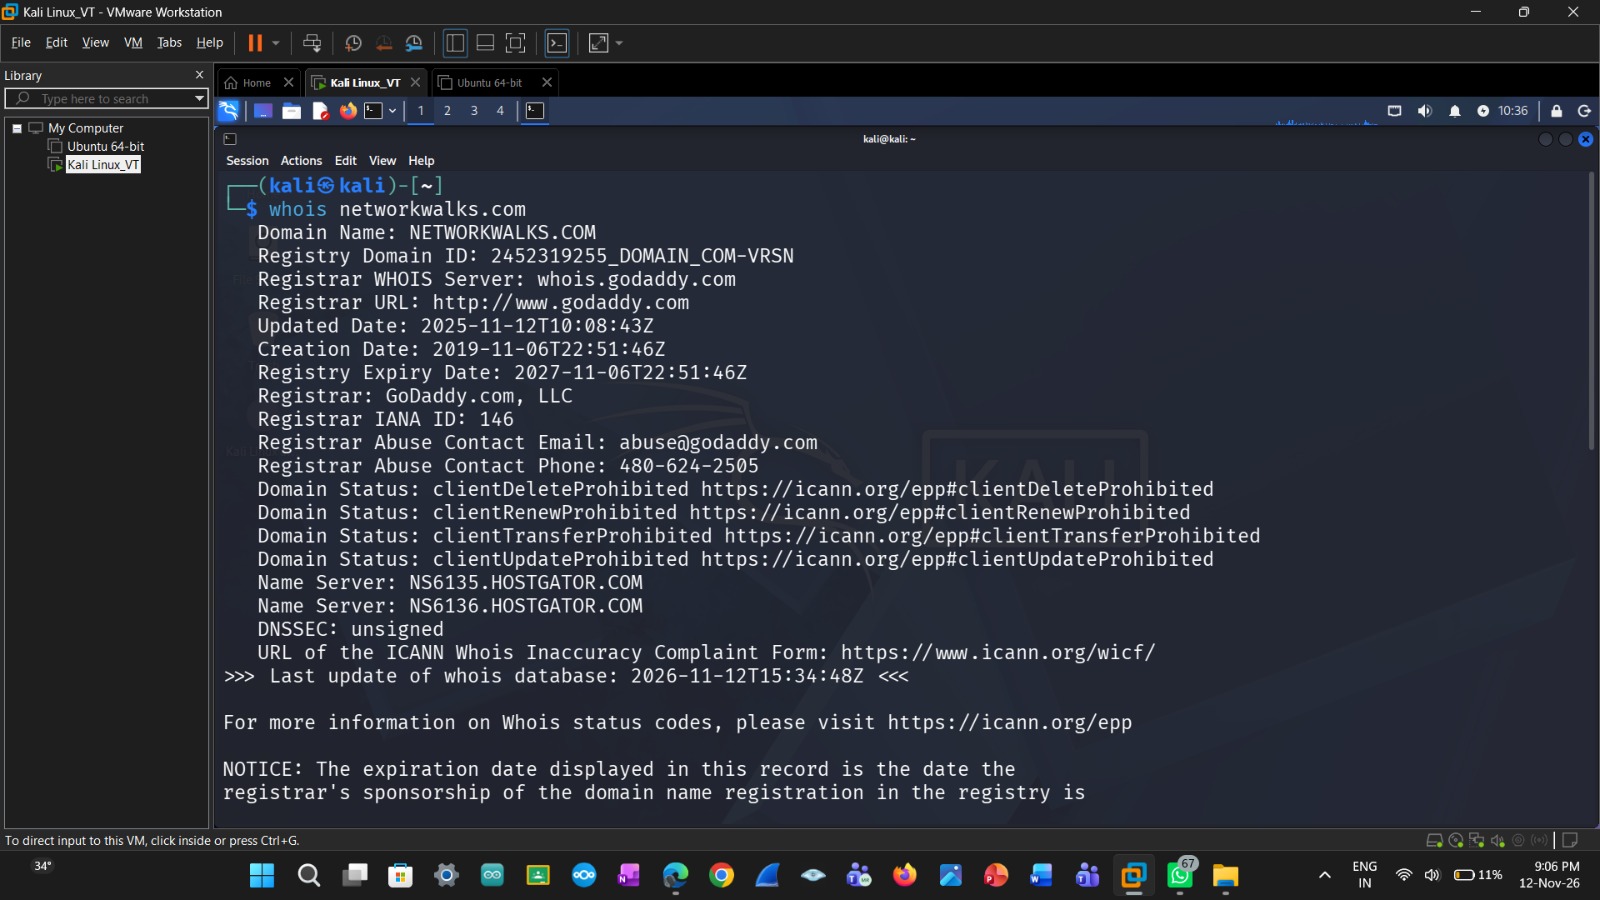 Kali Linux_VT - VMware Workstation
File Edit View VM Tabs Help
Library
Home Kali Linux_VT Ubuntu 64-bit
Type here to search
1 2 3 4 10:36
My Computer
Ubuntu 64-bit
Kali Linux_VT
kali@kali: ~
Session Actions Edit View Help
(kali㉿kali)-[~]
$ whois networkwalks.com
Domain Name: NETWORKWALKS.COM
Registry Domain ID: 2452319255_DOMAIN_COM-VRSN
Registrar WHOIS Server: whois.godaddy.com
Registrar URL: http://www.godaddy.com
Updated Date: 2025-11-12T10:08:43Z
Creation Date: 2019-11-06T22:51:46Z
Registry Expiry Date: 2027-11-06T22:51:46Z
Registrar: GoDaddy.com, LLC
Registrar IANA ID: 146
Registrar Abuse Contact Email: abuse@godaddy.com
Registrar Abuse Contact Phone: 480-624-2505
Domain Status: clientDeleteProhibited https://icann.org/epp#clientDeleteProhibited
Domain Status: clientRenewProhibited https://icann.org/epp#clientRenewProhibited
Domain Status: clientTransferProhibited https://icann.org/epp#clientTransferProhibited
Domain Status: clientUpdateProhibited https://icann.org/epp#clientUpdateProhibited
Name Server: NS6135.HOSTGATOR.COM
Name Server: NS6136.HOSTGATOR.COM
DNSSEC: unsigned
URL of the ICANN Whois Inaccuracy Complaint Form: https://www.icann.org/wicf/
>>> Last update of whois database: 2026-11-12T15:34:48Z <<<
For more information on Whois status codes, please visit https://icann.org/epp
NOTICE: The expiration date displayed in this record is the date the
registrar's sponsorship of the domain name registration in the registry is
KALI
To direct input to this VM, click inside or press Ctrl+G.
34°
67
ENG
IN
11%
9:06 PM
12-Nov-26